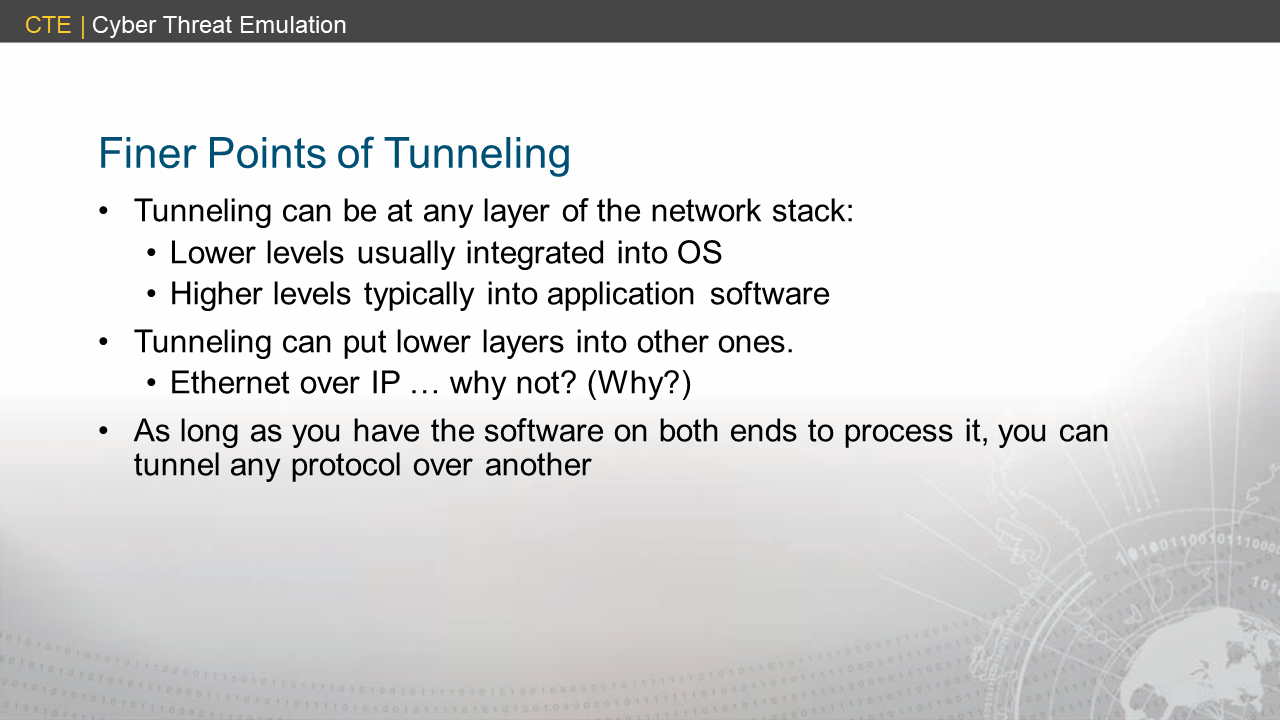 CTE | Cyber Threat Emulation
Finer Points of Tunneling
• Tunneling can be at any layer of the network stack:
• Lower levels usually integrated into OS
• Higher levels typically into application software
• Tunneling can put lower layers into other ones.
• Ethernet over IP … why not? (Why?)
• As long as you have the software on both ends to process it, you can
tunnel any protocol over another